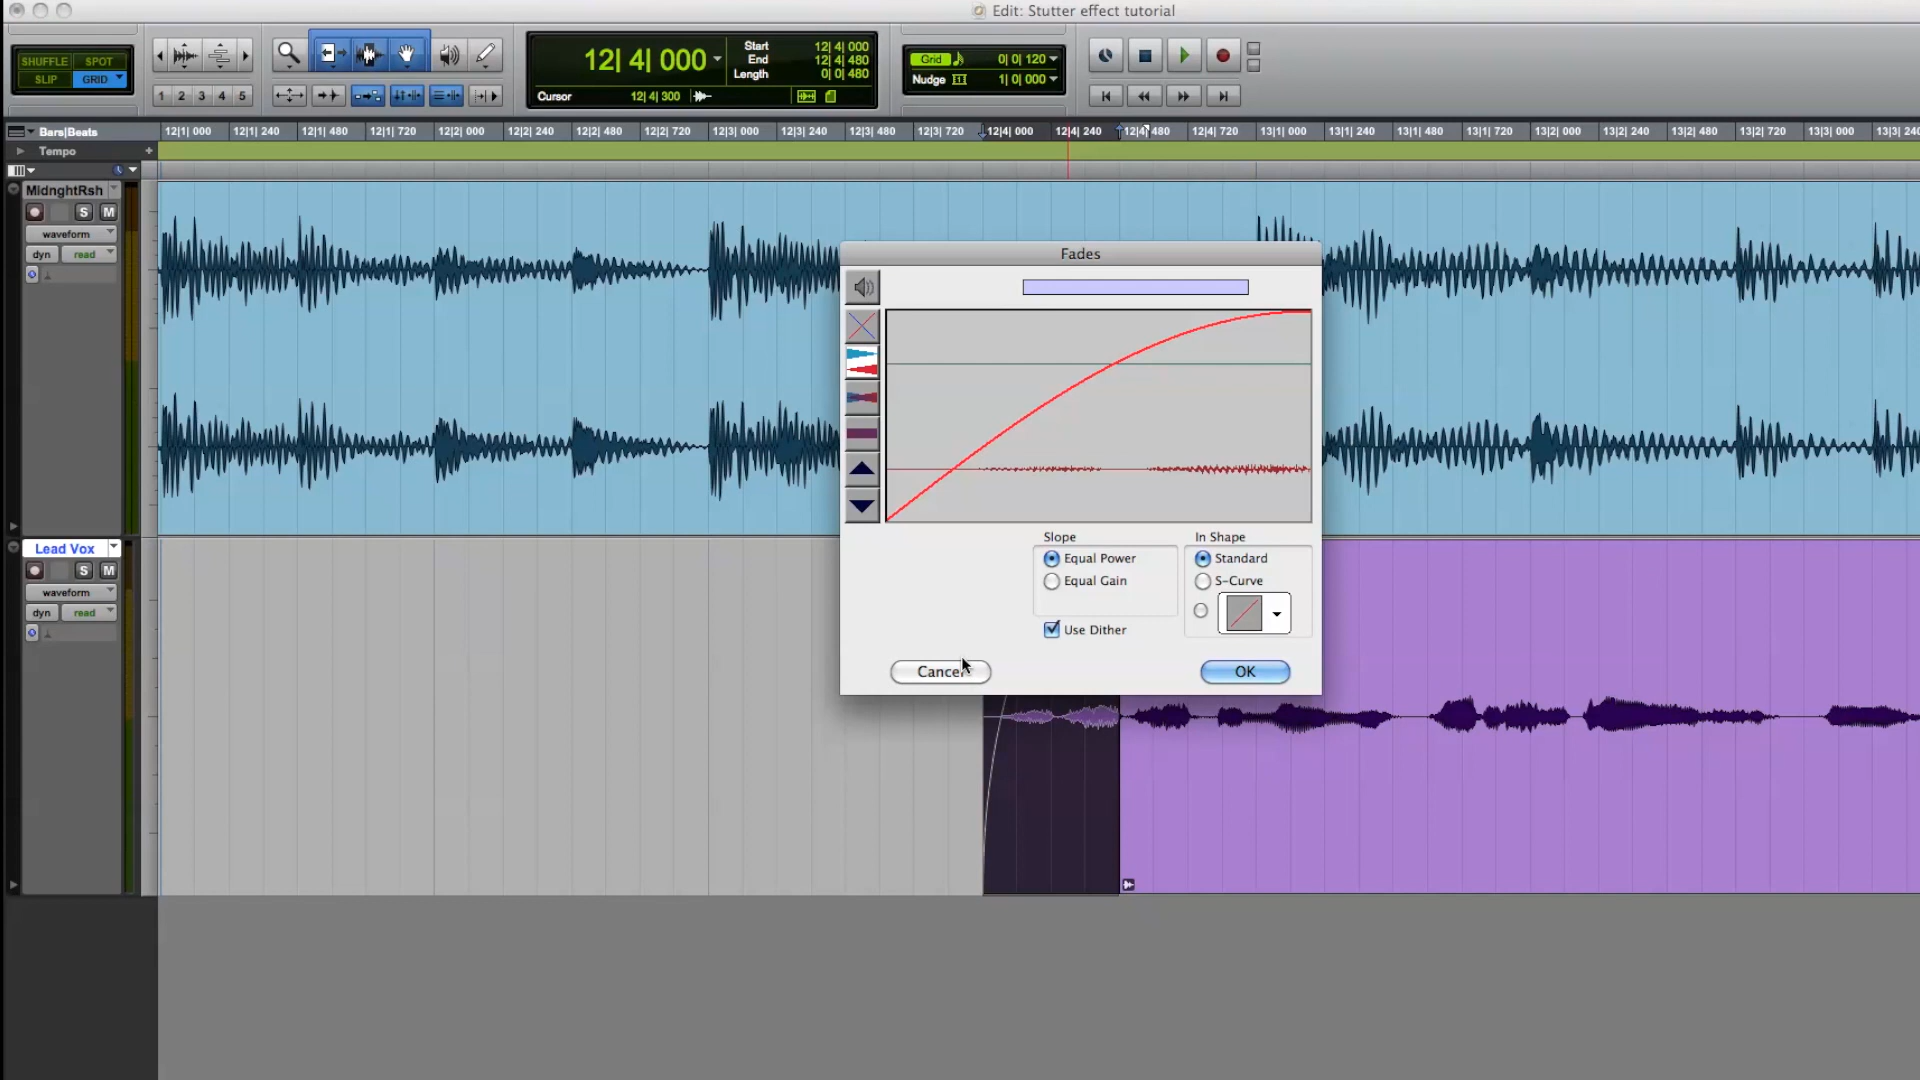 Edit: Stutter effect tutorial
SHUFFLE SPOT
SLIP GRID
1 2 3 4 5
12| 4| 000
Start 12| 4| 000
End 12| 4| 480
Length 0| 0| 480
Cursor 12| 4| 300
Grid 0| 0| 120
Nudge 1| 0| 000
Bars|Beats 12|1| 000 12|1| 240 12|1| 480 12|1| 720 12|2| 000 12|2| 240 12|2| 480 12|2| 720 12|3| 000 12|3| 240 12|3| 480 12|3| 720 12|4| 000 12|4| 240 12|4| 480 12|4| 720 13|1| 000 13|1| 240 13|1| 480 13|1| 720 13|2| 000 13|2| 240 13|2| 480 13|2| 720 13|3| 000 13|3| 240
Tempo
MidnghtRsh
S M
waveform
dyn read
Fades
Slope In Shape
Equal Power Standard
Equal Gain S-Curve
Use Dither
Cancel OK
Lead Vox
S M
waveform
dyn read